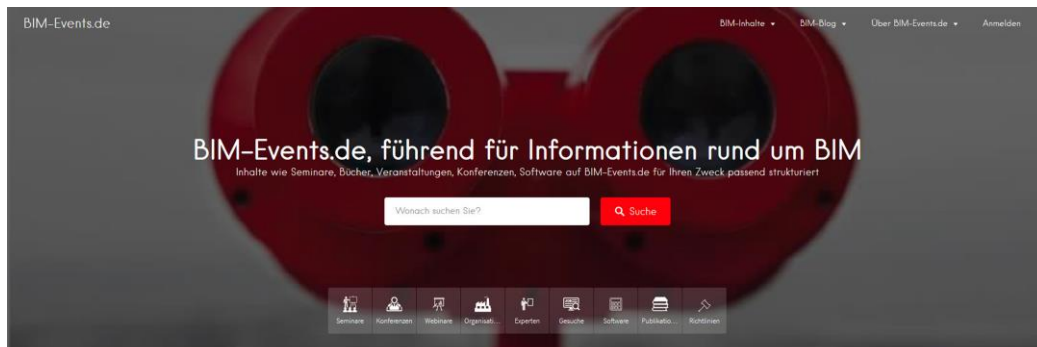 BIM-Events.de
BIM-Inhalte
BIM-Blog
Über BIM-Events.de
Anmelden
BIM-Events.de, führend für Informationen rund um BIM
Inhalte wie Seminare, Bücher, Veranstaltungen, Konferenzen, Software auf BIM-Events.de für Ihren Zweck passend strukturiert
Wonach suchen Sie?
Suche
Seminare
Konferenzen
Webinare
Organisati...
Experten
Gesuche
Software
Publikatio...
Richtlinien